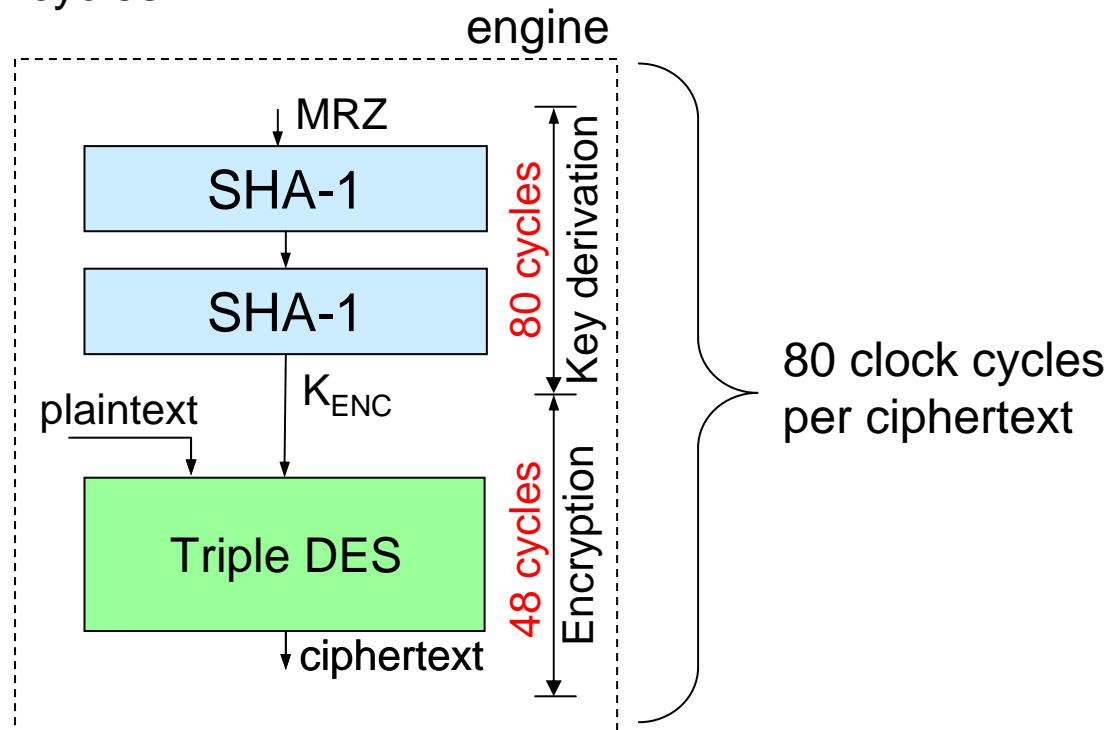 engine
MRZ
SHA-1
SHA-1
80 cycles
Key derivation
K_ENC
plaintext
Triple DES
48 cycles
Encryption
ciphertext
80 clock cycles
per ciphertext